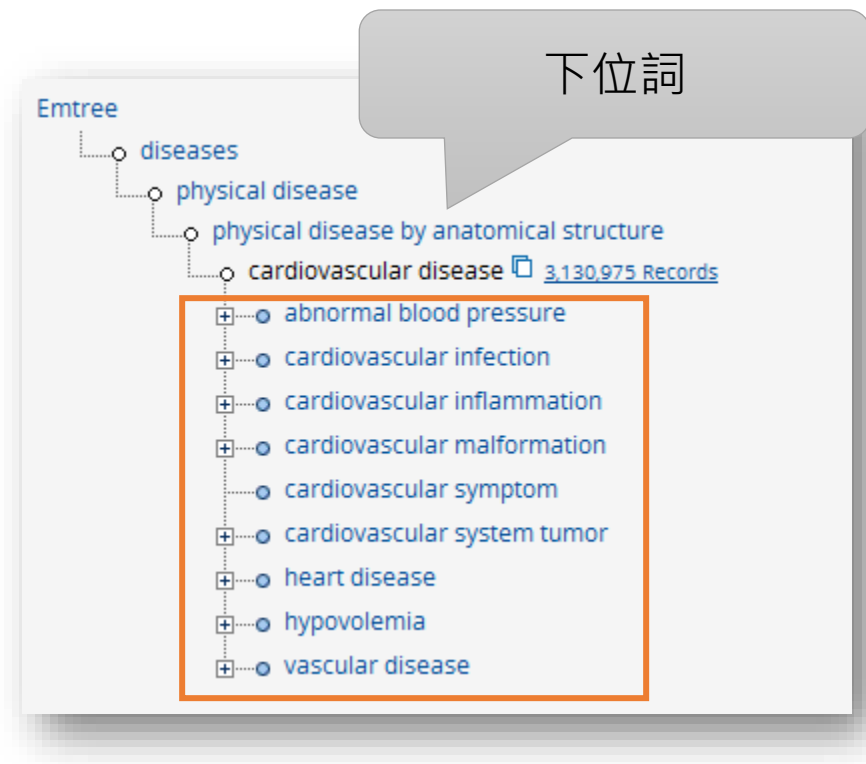 下位詞
Emtree
diseases
physical disease
physical disease by anatomical structure
cardiovascular disease 3,130,975 Records
abnormal blood pressure
cardiovascular infection
cardiovascular inflammation
cardiovascular malformation
cardiovascular symptom
cardiovascular system tumor
heart disease
hypovolemia
vascular disease